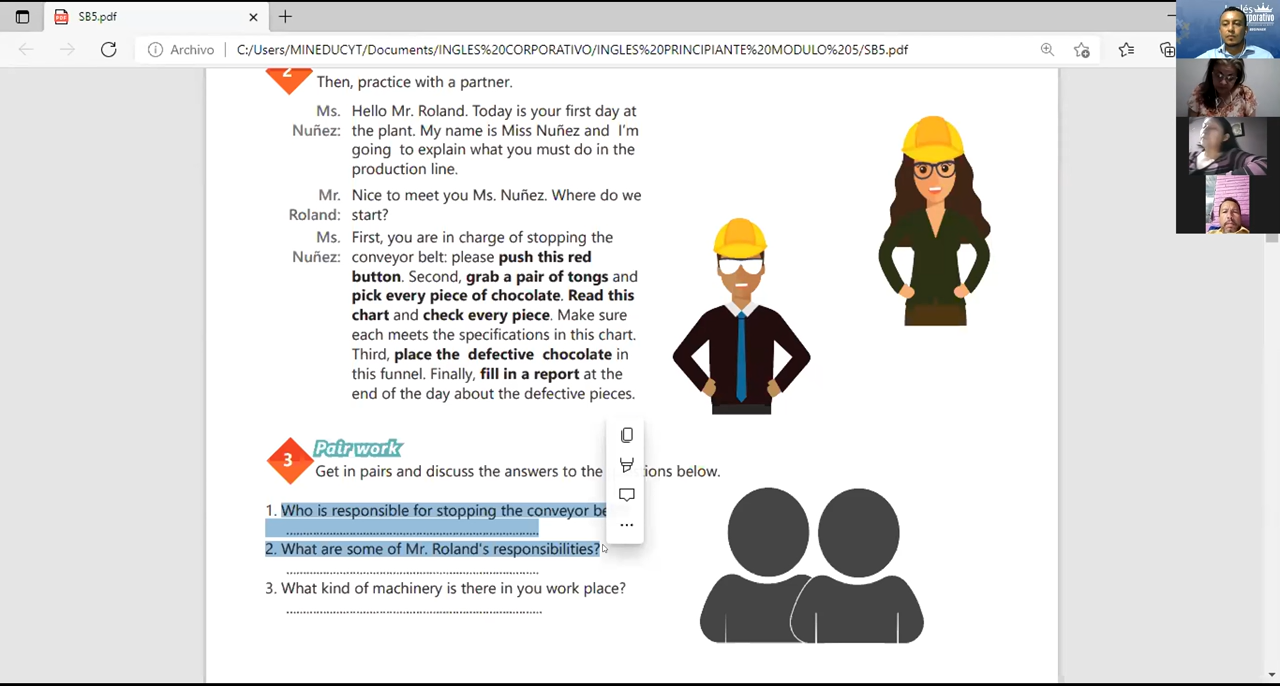 SB5.pdf
Archivo
C:/Users/MINEDUCYT/Documents/INGLES%20CORPORATIVO/INGLES%20PRINCIPIANTE%20MODULO%205/SB5.pdf
Inglés
Corporativo
2
Then, practice with a partner.
Ms. Hello Mr. Roland. Today is your first day at
Nuñez: the plant. My name is Miss Nuñez and I'm
going to explain what you must do in the
production line.
Mr. Nice to meet you Ms. Nuñez. Where do we
Roland: start?
Ms. First, you are in charge of stopping the
Nuñez: conveyor belt: please push this red
button. Second, grab a pair of tongs and
pick every piece of chocolate. Read this
chart and check every piece. Make sure
each meets the specifications in this chart.
Third, place the defective chocolate in
this funnel. Finally, fill in a report at the
end of the day about the defective pieces.
3 Pair work
Get in pairs and discuss the answers to the ions below.
1. Who is responsible for stopping the conveyor be
2. What are some of Mr. Roland's responsibilities?
3. What kind of machinery is there in you work place?